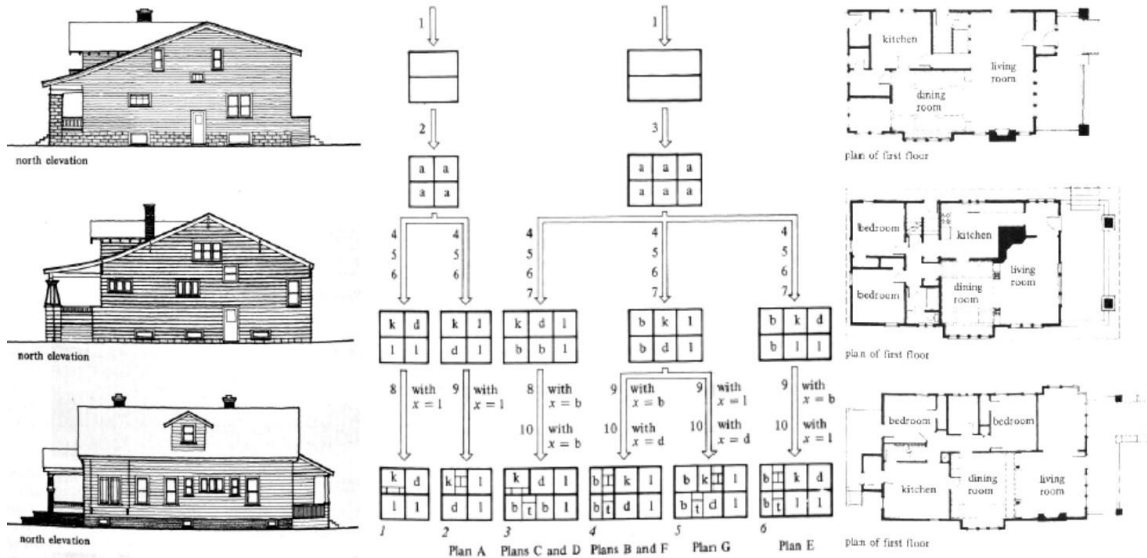 north elevation
north elevation
north elevation
1
1
2
3
a a
a a
a a a
a a a
4
5
6
4
5
6
4
5
6
7
4
5
6
7
4
5
6
7
k d
l l
k l
d l
k d l
b b l
b k l
b d l
b k d
b l l
8 with
x = l
9 with
x = l
8 with
x = b
10 with
x = b
9 with
x = b
10 with
x = d
9 with
x = l
10 with
x = d
9 with
x = b
10 with
x = l
k d
l l
k l
d l
k d l
b t b l
b k l
b t d l
b k l
b t d l
b k d
b t l l
1 2 3 4 5 6
Plan A Plans C and D Plans B and F Plan G Plan E
kitchen
living
room
dining
room
plan of first floor
bedroom
kitchen
living
room
dining
room
bedroom
plan of first floor
bedroom
bedroom
kitchen
dining
room
living
room
plan of first floor